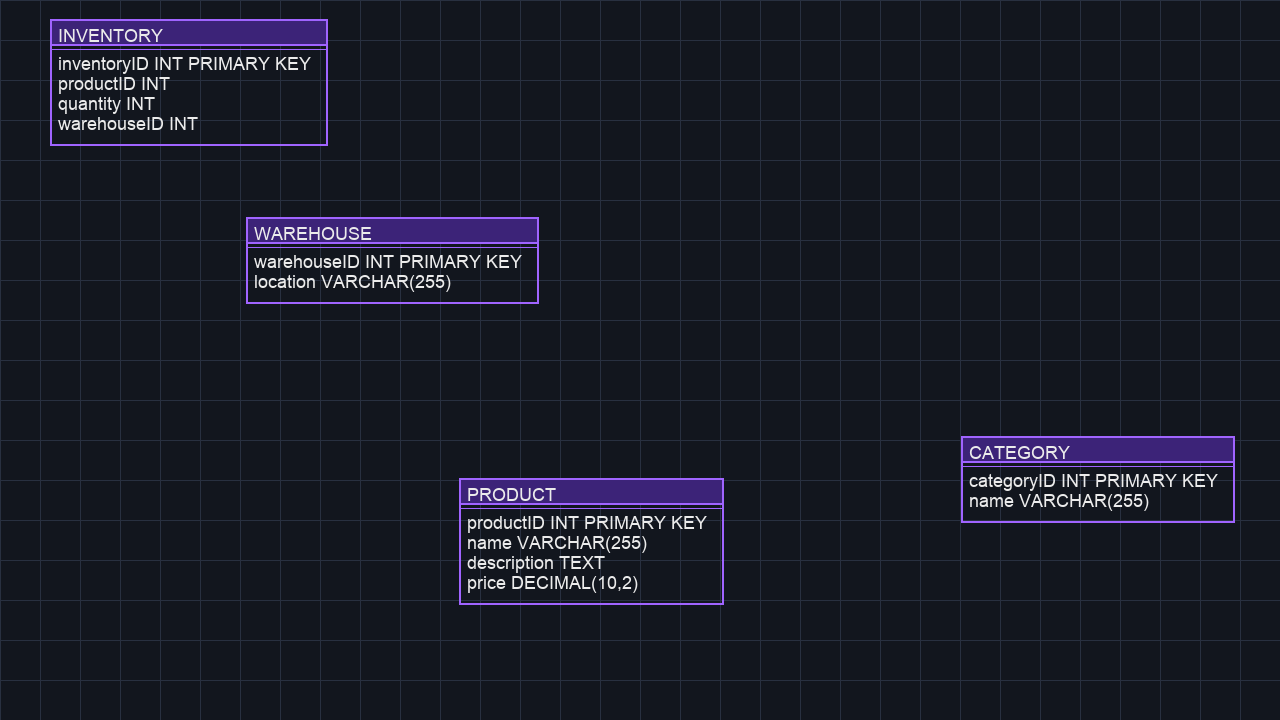 INVENTORY
inventoryID INT PRIMARY KEY
productID INT
quantity INT
warehouseID INT
WAREHOUSE
warehouseID INT PRIMARY KEY
location VARCHAR(255)
CATEGORY
categoryID INT PRIMARY KEY
name VARCHAR(255)
PRODUCT
productID INT PRIMARY KEY
name VARCHAR(255)
description TEXT
price DECIMAL(10,2)